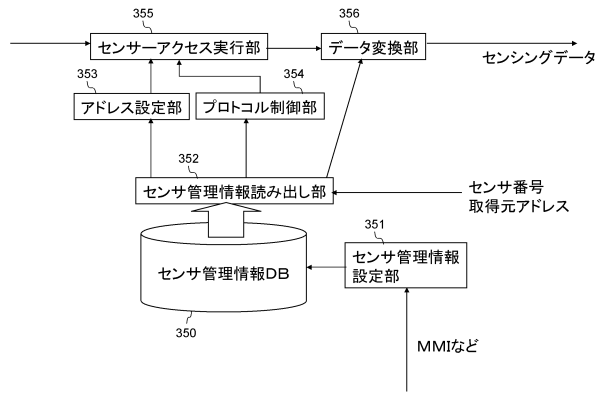 355
センサーアクセス実行部
356
データ変換部
センシングデータ
353
アドレス設定部
354
プロトコル制御部
352
センサ管理情報読み出し部
センサ番号
取得元アドレス
351
センサ管理情報
設定部
センサ管理情報DB
350
MMIなど